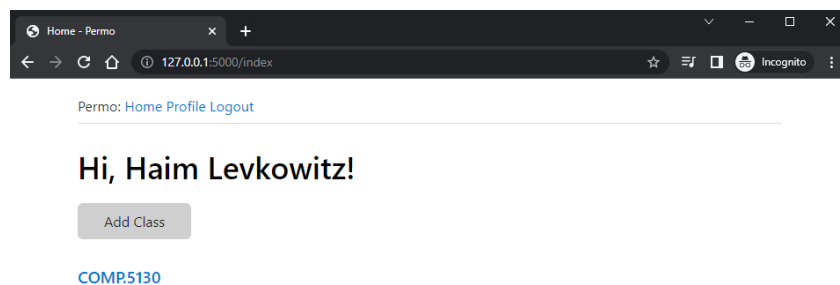 Home - Permo
127.0.0.1:5000/index
Incognito
Permo: Home Profile Logout
Hi, Haim Levkowitz!
Add Class
COMP.5130